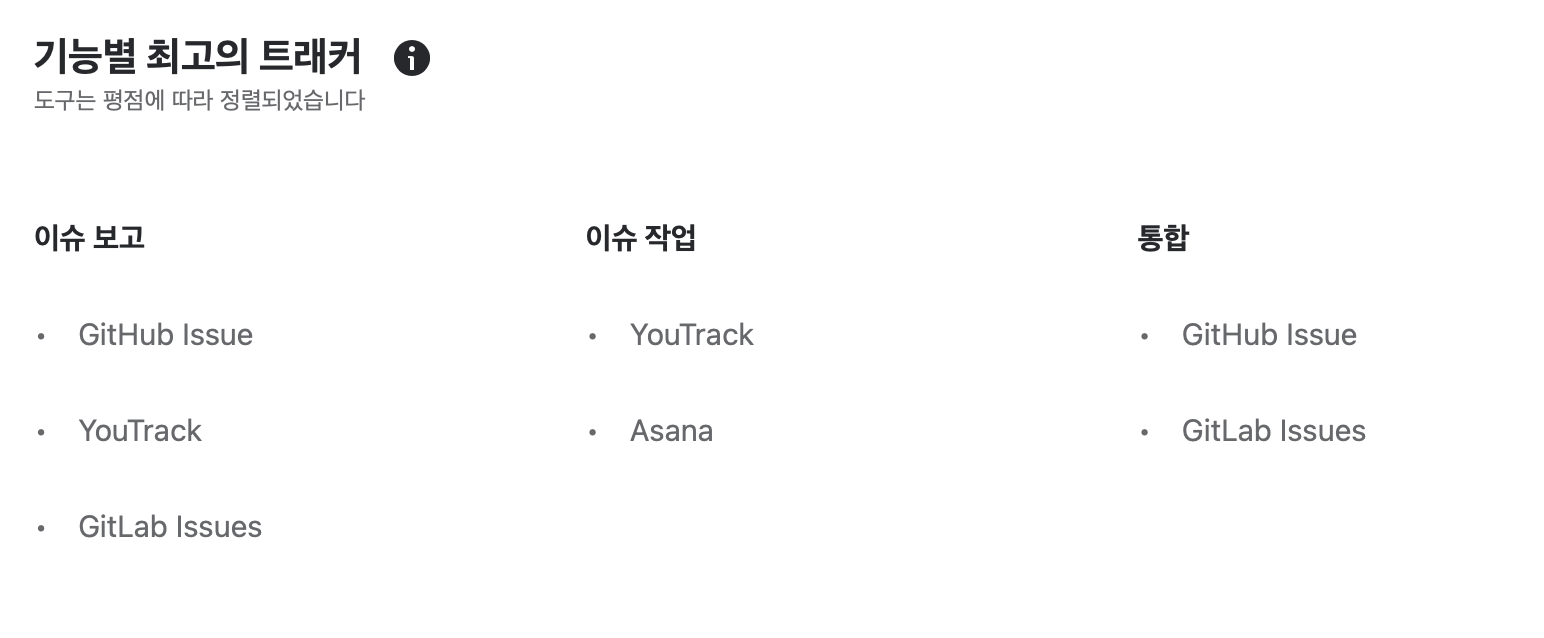 기능별 최고의 트래커
도구는 평점에 따라 정렬되었습니다
이슈 보고
• GitHub Issue
• YouTrack
• GitLab Issues
이슈 작업
• YouTrack
• Asana
통합
• GitHub Issue
• GitLab Issues